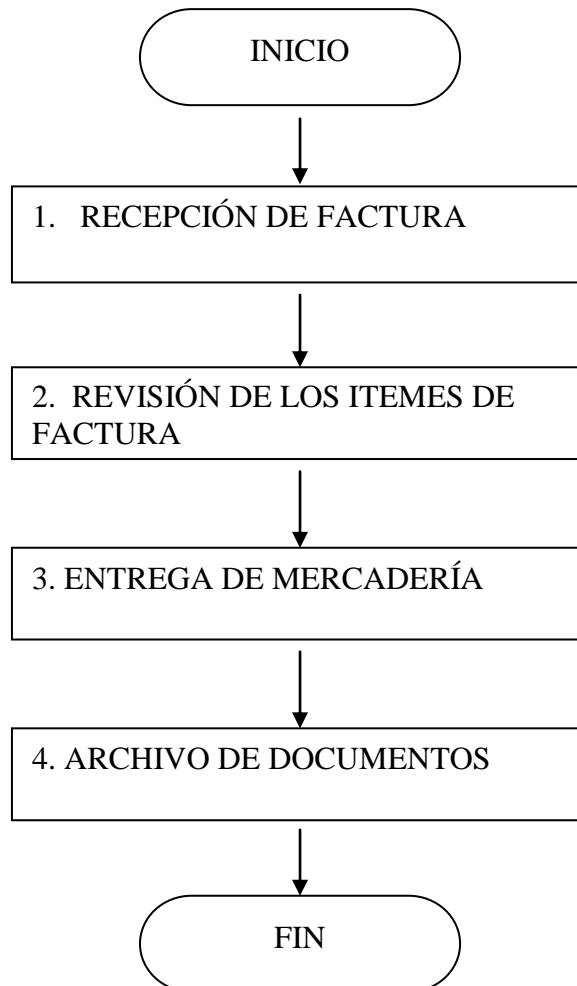 INICIO
1. RECEPCIÓN DE FACTURA
2. REVISIÓN DE LOS ITEMES DE
FACTURA
3. ENTREGA DE MERCADERÍA
4. ARCHIVO DE DOCUMENTOS
FIN